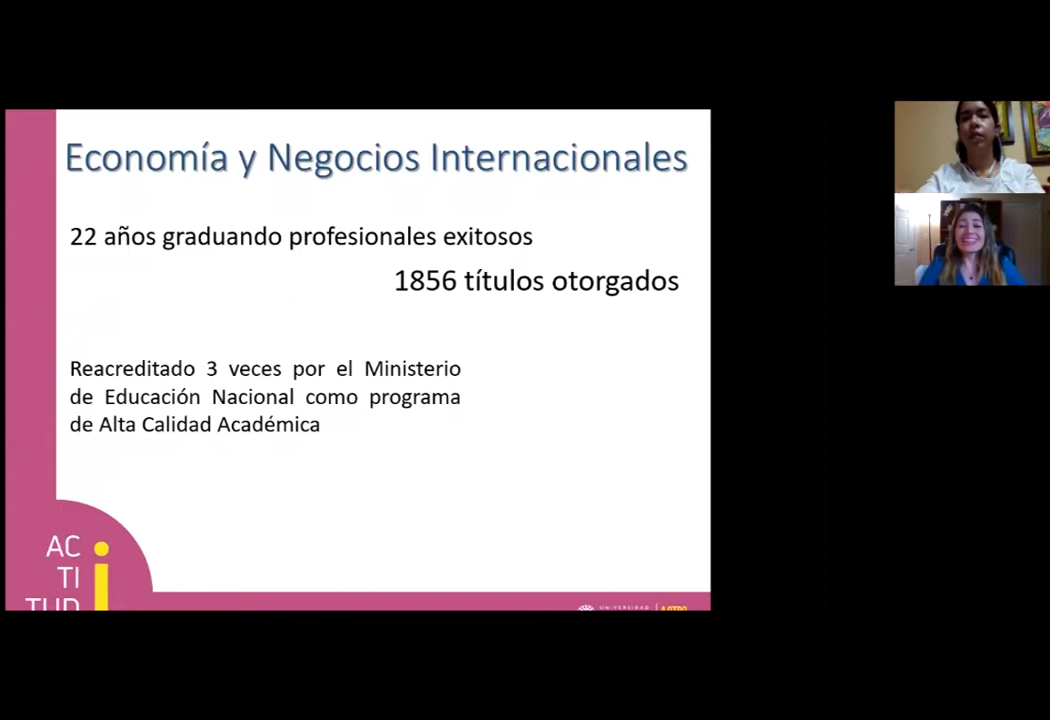 Economía y Negocios Internacionales
22 años graduando profesionales exitosos
1856 títulos otorgados
Reacreditado 3 veces por el Ministerio
de Educación Nacional como programa
de Alta Calidad Académica
AC
TI
TUD
i
UNIVERSIDAD